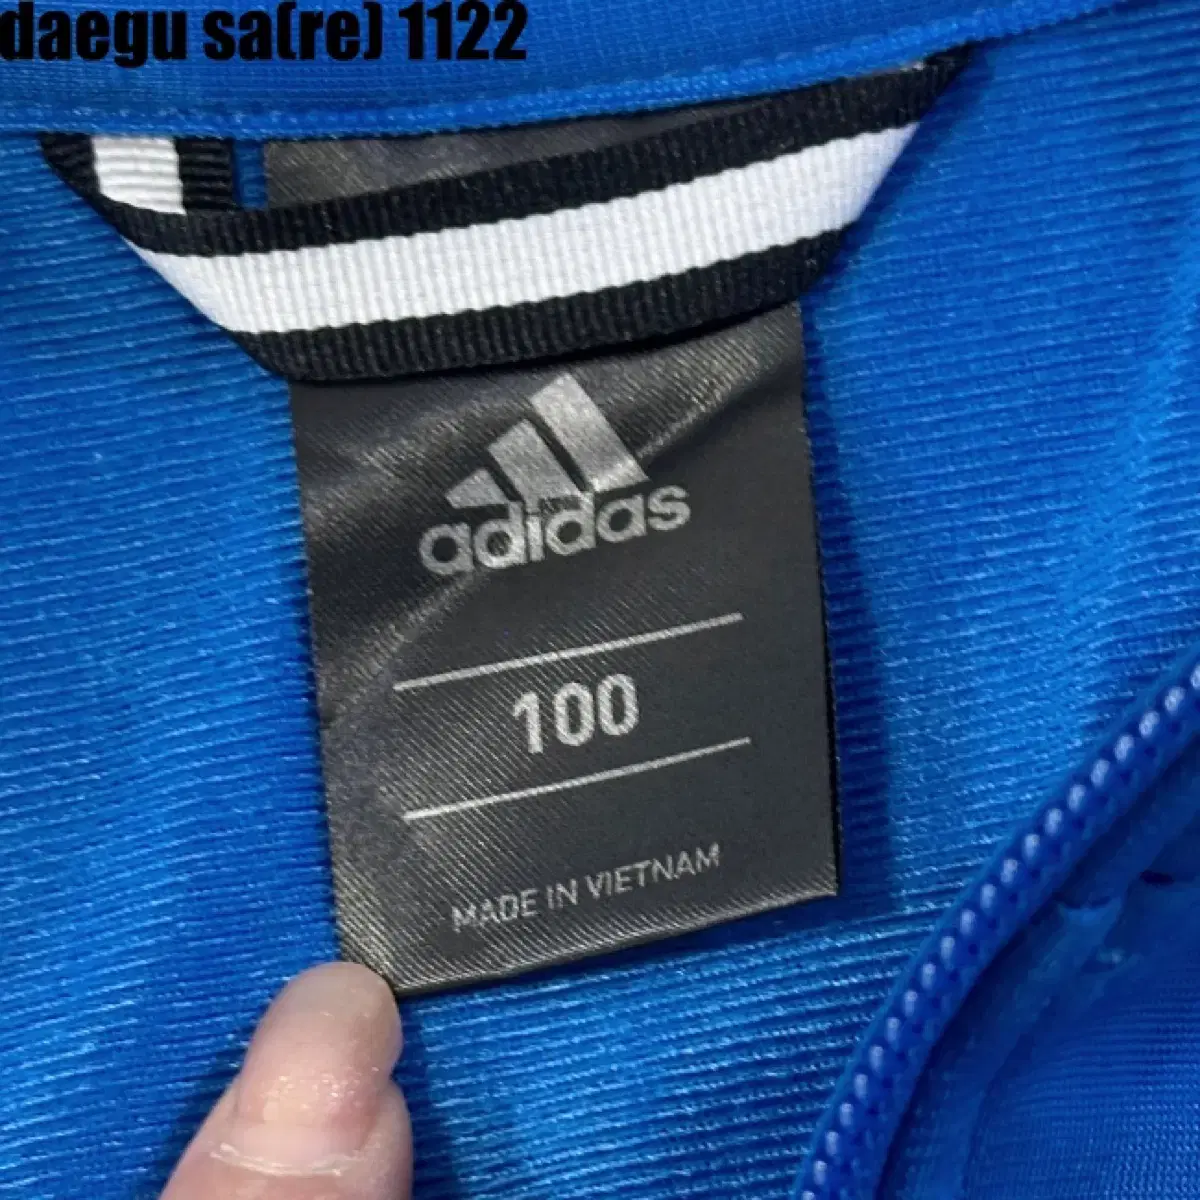 daegu sa(re) 1122
adidas
100
MADE IN VIETNAM